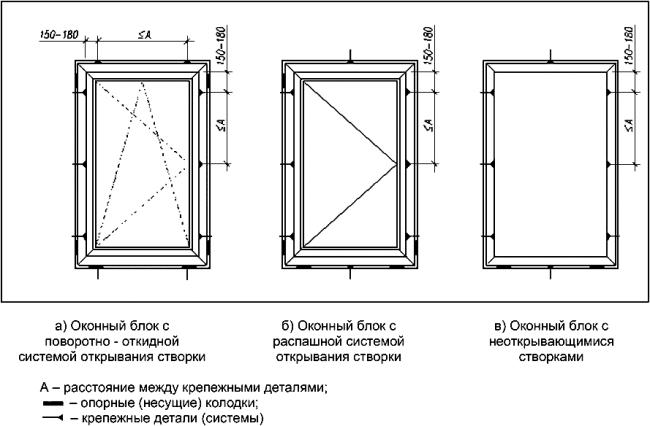 150–180
≤A
150–180
≤A
150–180
≤A
150–180
≤A
а) Оконный блок с
поворотно - откидной
системой открывания створки
б) Оконный блок с
распашной системой
открывания створки
в) Оконный блок с
неоткрывающимися
створками
А – расстояние между крепежными деталями;
– опорные (несущие) колодки;
– крепежные детали (системы)